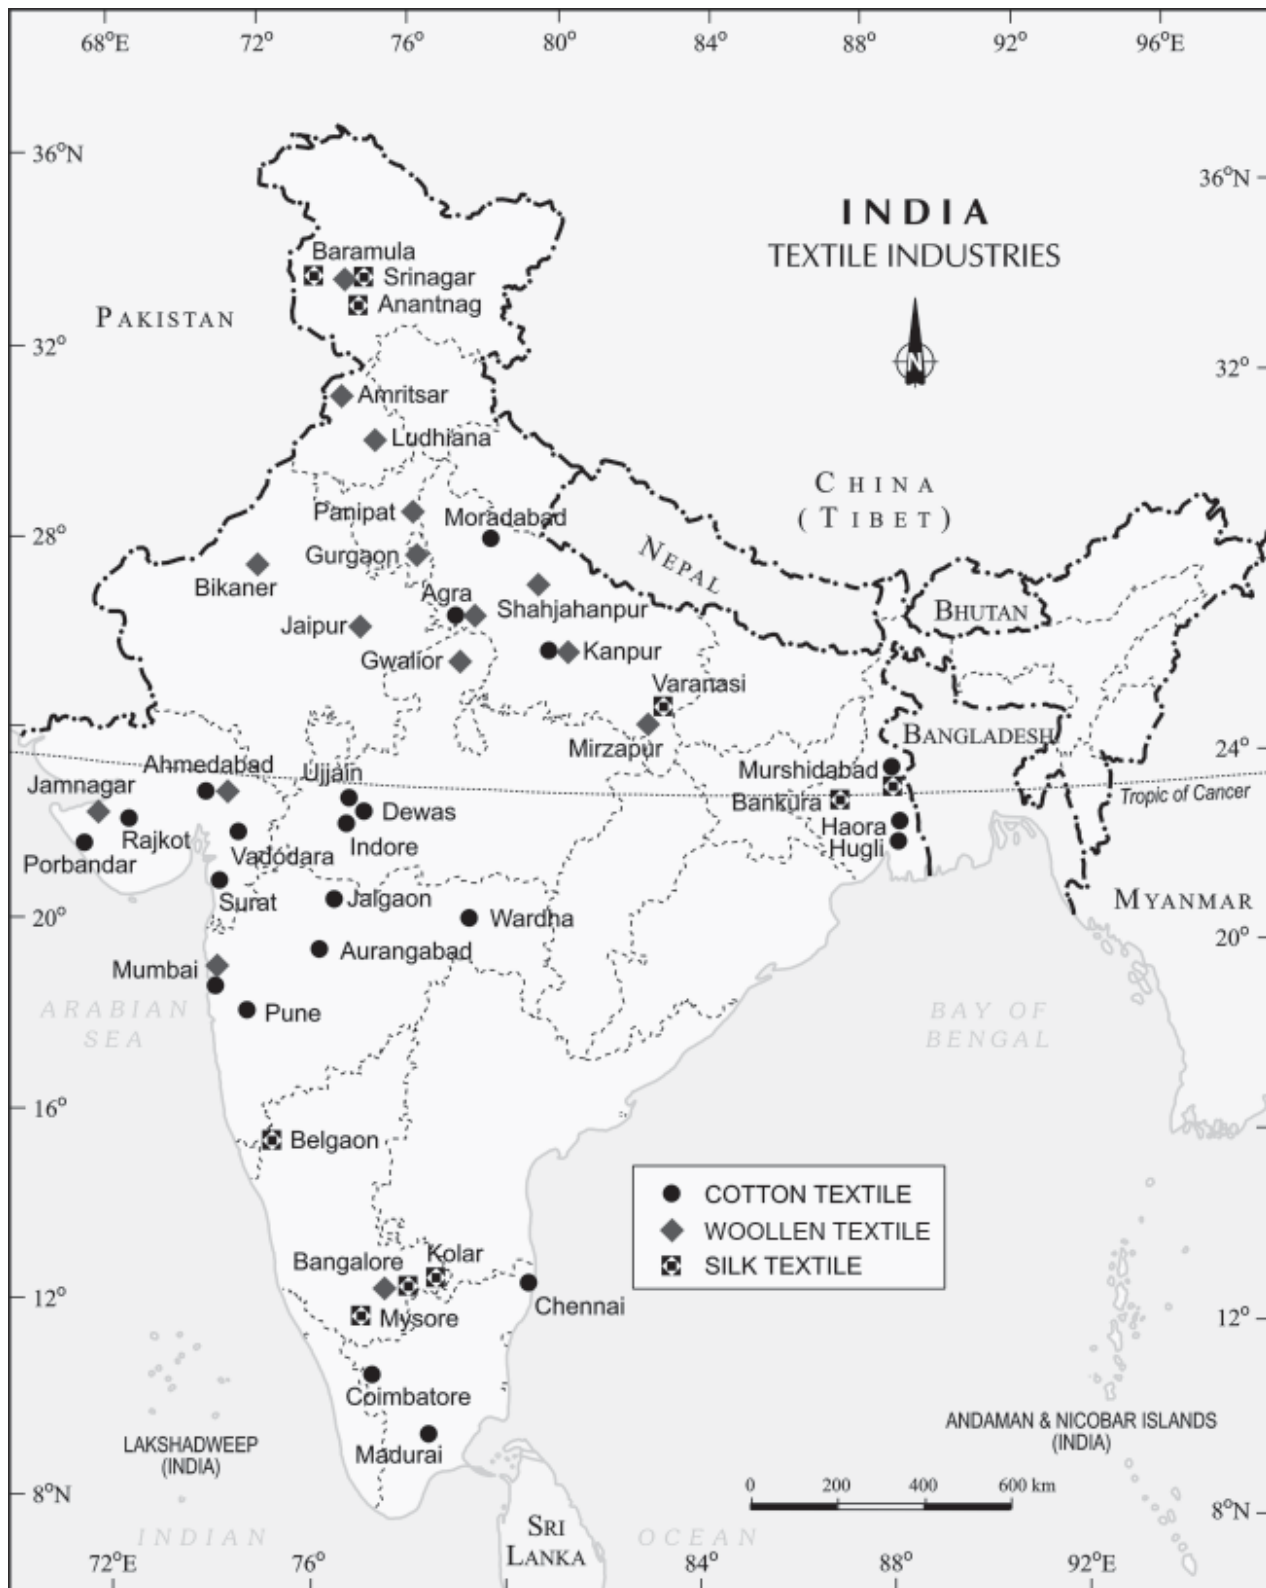 68°E 72° 76° 80° 84° 88° 92° 96°E
36°N
36°N
INDIA
TEXTILE INDUSTRIES
Baramula
Srinagar
Anantnag
PAKISTAN
N
32°
32°
Amritsar
Ludhiana
CHINA
(TIBET)
Panipat
Moradabad
28°
Gurgaon
NEPAL
Bikaner
Agra
Shahjahanpur
BHUTAN
Jaipur
Gwalior
Kanpur
Varanasi
Mirzapur
BANGLADESH
24°
Ahmedabad
Ujjain
Murshidabad
Jamnagar
Dewas
Bankura
Tropic of Cancer
Rajkot
Indore
Haora
Porbandar
Vadodara
Hugli
Surat
Jalgaon
MYANMAR
20°
Wardha
20°
Aurangabad
Mumbai
Pune
ARABIAN
SEA
BAY OF
BENGAL
16°
Belgaon
COTTON TEXTILE
WOOLLEN TEXTILE
SILK TEXTILE
Bangalore
Kolar
12°
Chennai
12°
Mysore
Coimbatore
Madurai
LAKSHADWEEP
(INDIA)
ANDAMAN & NICOBAR ISLANDS
(INDIA)
0 200 400 600 km
8°N
8°N
INDIAN OCEAN
SRI
LANKA
72°E 76° 84° 88° 92°E